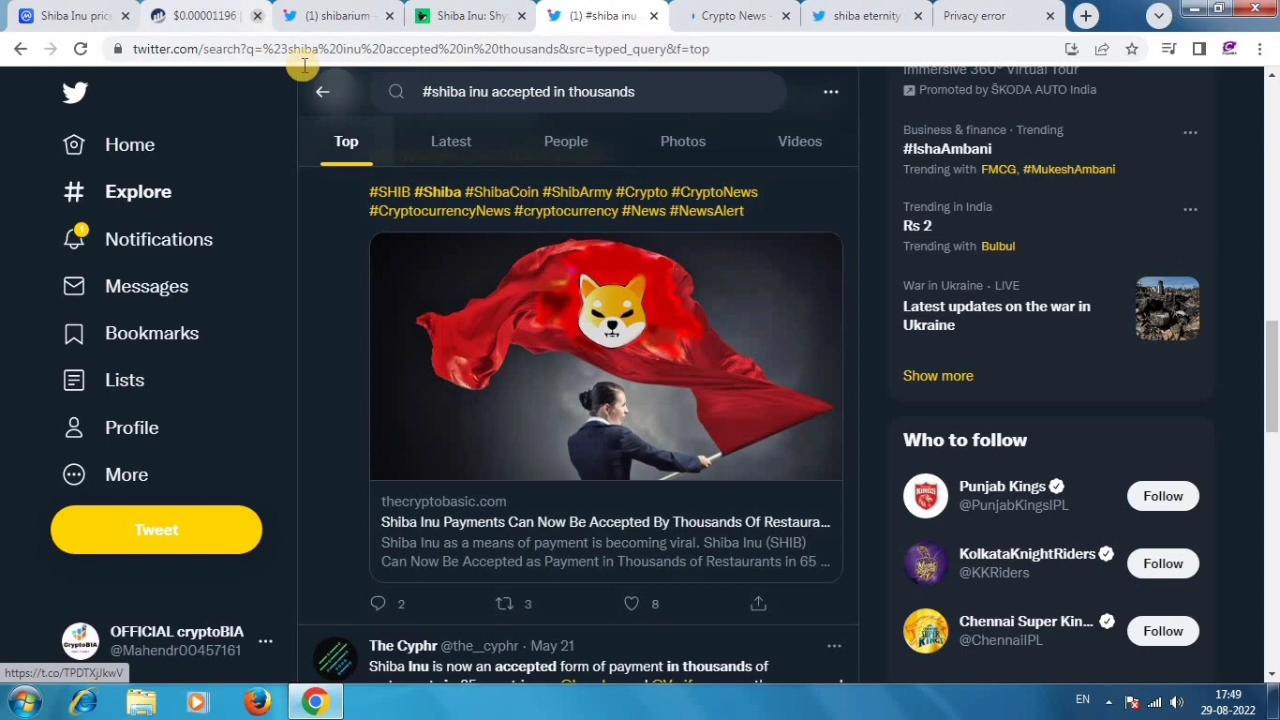 Shiba Inu price
$0.00001196 |
(1) shibarium -
Shiba Inu: Shy
(1) #shiba inu
Crypto News -
shiba eternity
Privacy error
twitter.com/search?q=%23shiba%20inu%20accepted%20in%20thousands&src=typed_query&f=top
#shiba inu accepted in thousands
Top
Latest
People
Photos
Videos
Home
Explore
1
Notifications
Messages
Bookmarks
Lists
Profile
More
Tweet
OFFICIAL cryptoBIA
@Mahendr00457161
CryptoBIA
https://t.co/TPDTXjJkwV
#SHIB #Shiba #ShibaCoin #ShibArmy #Crypto #CryptoNews
#CryptocurrencyNews #cryptocurrency #News #NewsAlert
thecryptobasic.com
Shiba Inu Payments Can Now Be Accepted By Thousands Of Restaura...
Shiba Inu as a means of payment is becoming viral. Shiba Inu (SHIB)
Can Now Be Accepted as Payment in Thousands of Restaurants in 65 ...
2
3
8
The Cyphr @the__cyphr · May 21
Shiba Inu is now an accepted form of payment in thousands of
Immersive 360° Virtual Tour
Promoted by ŠKODA AUTO India
Business & finance · Trending
#IshaAmbani
Trending with FMCG, #MukeshAmbani
Trending in India
Rs 2
Trending with Bulbul
War in Ukraine · LIVE
Latest updates on the war in
Ukraine
Show more
Who to follow
Punjab Kings
@PunjabKingsIPL
Follow
KolkataKnightRiders
@KKRiders
Follow
Chennai Super Kin...
@ChennaiIPL
Follow
EN
17:49
29-08-2022